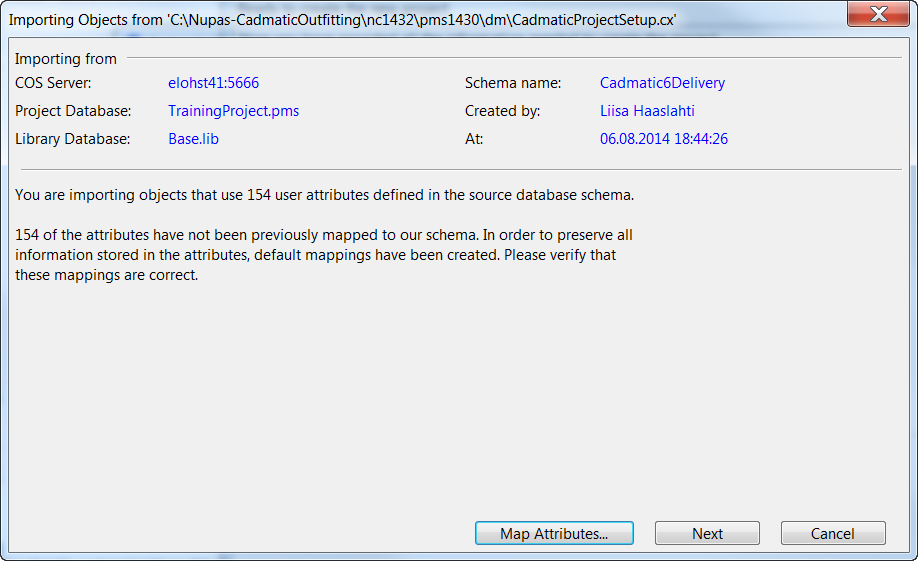 Importing Objects from 'C:\Nupas-CadmaticOutfitting\nc1432\pms1430\dm\CadmaticProjectSetup.cx'
Importing from
COS Server: elohst41:5666 Schema name: Cadmatic6Delivery
Project Database: TrainingProject.pms Created by: Liisa Haaslahti
Library Database: Base.lib At: 06.08.2014 18:44:26
You are importing objects that use 154 user attributes defined in the source database schema.
154 of the attributes have not been previously mapped to our schema. In order to preserve all
information stored in the attributes, default mappings have been created. Please verify that
these mappings are correct.
Map Attributes... Next Cancel